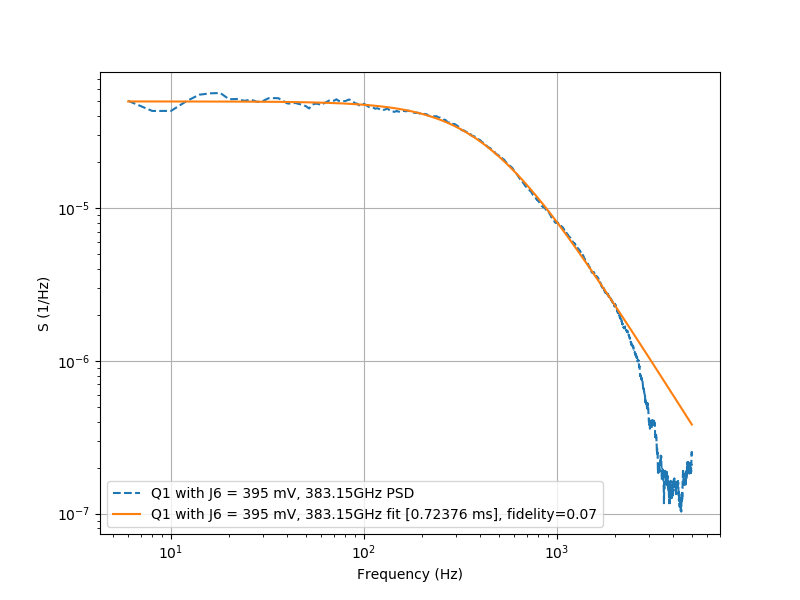 10⁻⁵
10⁻⁶
10⁻⁷
S (1/Hz)
Q1 with J6 = 395 mV, 383.15GHz PSD
Q1 with J6 = 395 mV, 383.15GHz fit [0.72376 ms], fidelity=0.07
10¹ 10² 10³
Frequency (Hz)